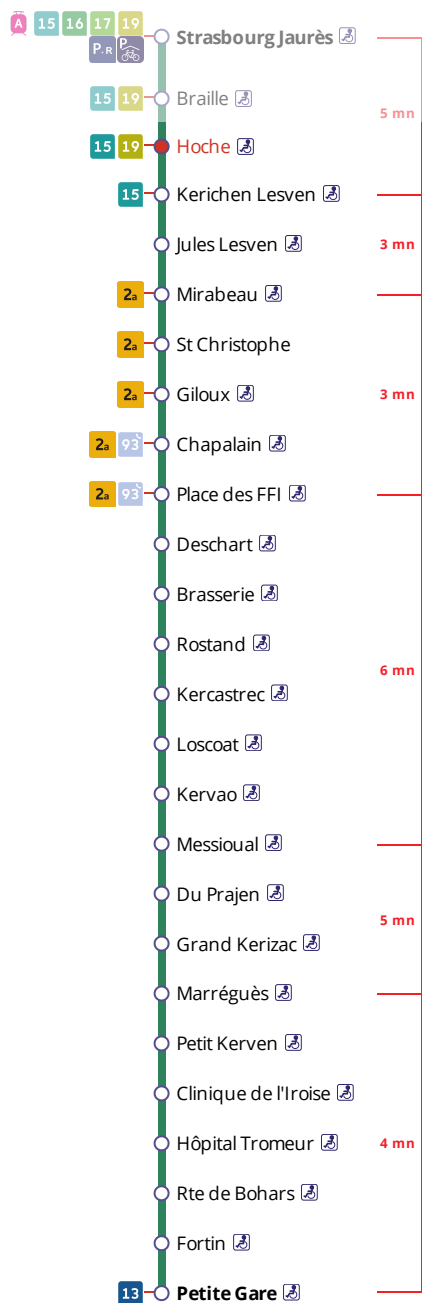 A 15 16 17 19
P+R P
Strasbourg Jaurès
5 mn
15 19 Braille
15 19 Hoche
15 Kerichen Lesven
Jules Lesven
3 mn
2a Mirabeau
2a St Christophe
2a Giloux
3 mn
2a 93 Chapalain
2a 93 Place des FFI
Deschart
Brasserie
Rostand
6 mn
Kercastrec
Loscoat
Kervao
Messioual
Du Prajen
5 mn
Grand Kerizac
Marréguès
Petit Kerven
Clinique de l'Iroise
Hôpital Tromeur
4 mn
Rte de Bohars
Fortin
13 Petite Gare